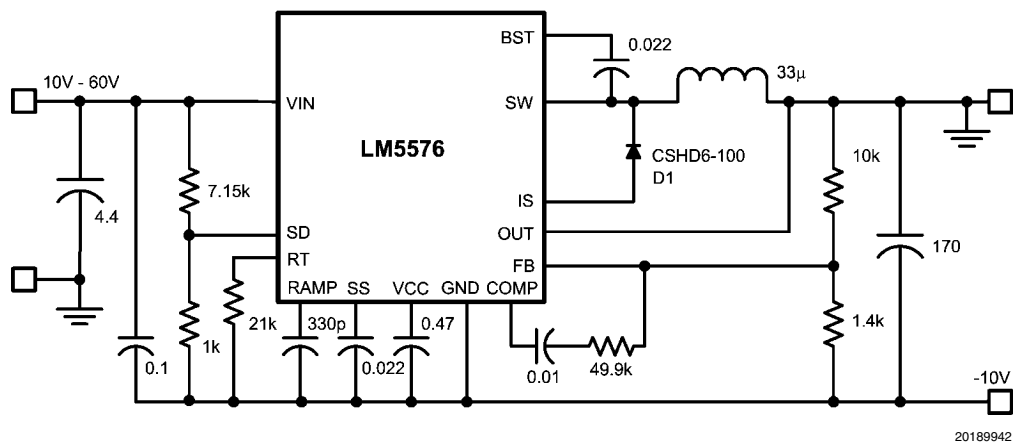 BST
0.022
10V - 60V
33µ
VIN
SW
LM5576
CSHD6-100
D1
10k
7.15k
4.4
IS
SD
OUT
170
RT
FB
RAMP
SS
VCC
GND
COMP
21k
330p
0.47
1.4k
1k
0.1
0.022
0.01
49.9k
-10V
20189942